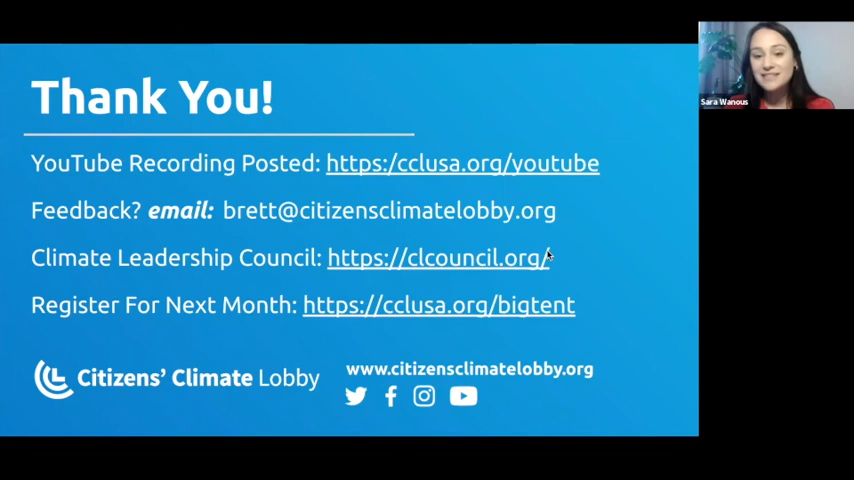 Thank You!
YouTube Recording Posted: https:/cclusa.org/youtube
Feedback? email: brett@citizensclimatelobby.org
Climate Leadership Council: https://clcouncil.org/
Register For Next Month: https://cclusa.org/bigtent
Citizens' Climate Lobby
www.citizensclimatelobby.org
Sara Wanous